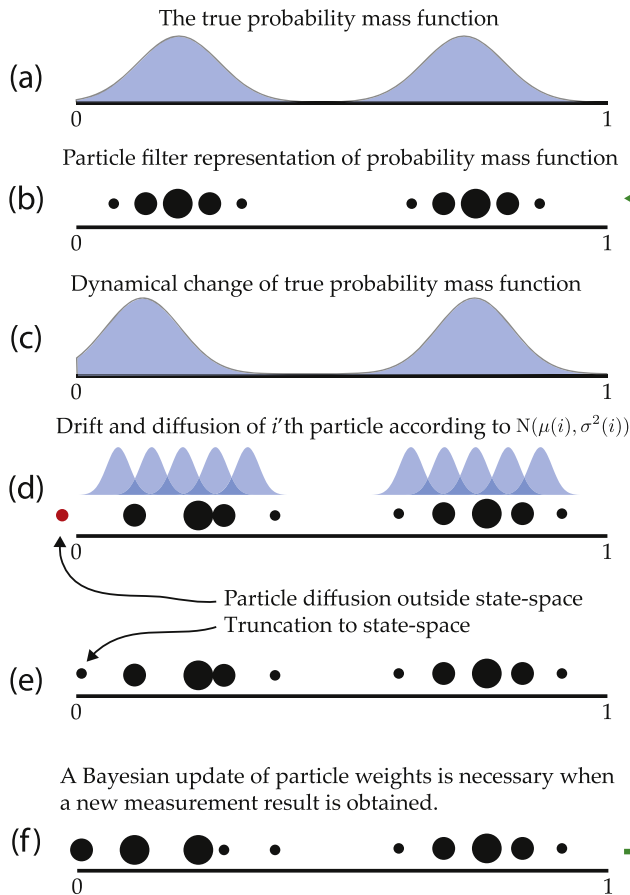 The true probability mass function
(a)
0 1
Particle filter representation of probability mass function
(b)
0 1
Dynamical change of true probability mass function
(c)
0 1
Drift and diffusion of i'th particle according to N(μ(i), σ²(i))
(d)
0 1
Particle diffusion outside state-space
Truncation to state-space
(e)
0 1
A Bayesian update of particle weights is necessary when
a new measurement result is obtained.
(f)
0 1